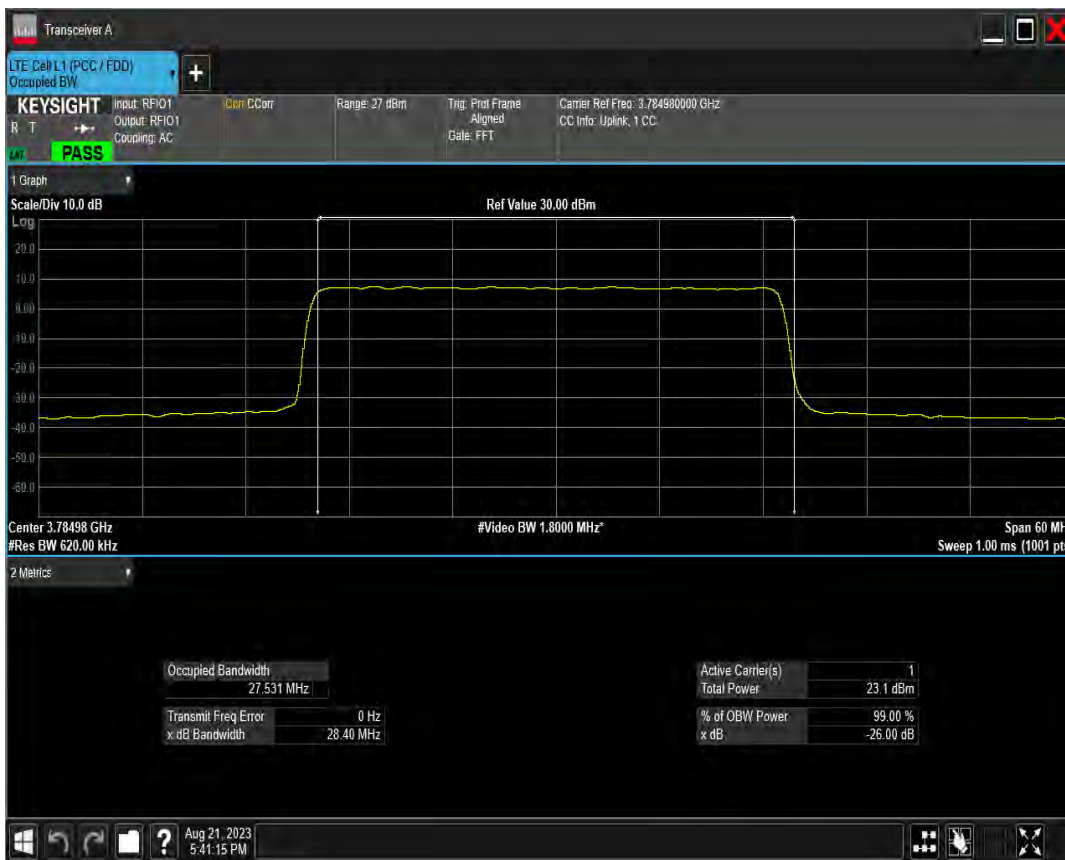 Transceiver A
LTE Cell L1 (PCC / FDD)
Occupied BW
+
KEYSIGHT
R T
PASS
Input: RFIO1
Output: RFIO1
Coupling: AC
Corr CCorr
Range: 27 dBm
Trig: Prot Frame
Aligned
Gate: FFT
Carrier Ref Freq: 3.784980000 GHz
CC Info: Uplink, 1 CC
1 Graph
Scale/Div 10.0 dB
Ref Value 30.00 dBm
Log
20.0
10.0
0.00
-10.0
-20.0
-30.0
-40.0
-50.0
-60.0
Center 3.78498 GHz
#Video BW 1.8000 MHz*
Span 60 MH
#Res BW 620.00 kHz
Sweep 1.00 ms (1001 pts
2 Metrics
Occupied Bandwidth
27.531 MHz
Transmit Freq Error 0 Hz
x dB Bandwidth 28.40 MHz
Active Carrier(s) 1
Total Power 23.1 dBm
% of OBW Power 99.00 %
x dB -26.00 dB
?
Aug 21, 2023
5:41:15 PM